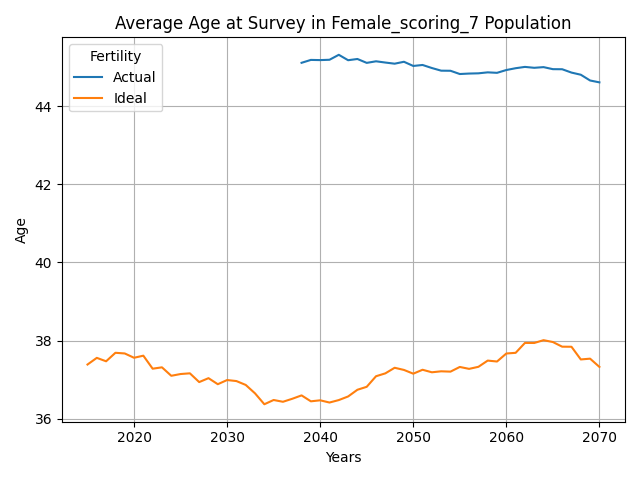 Average Age at Survey in Female_scoring_7 Population
Fertility
Actual
Ideal
44
42
40
38
36
Age
2020 2030 2040 2050 2060 2070
Years